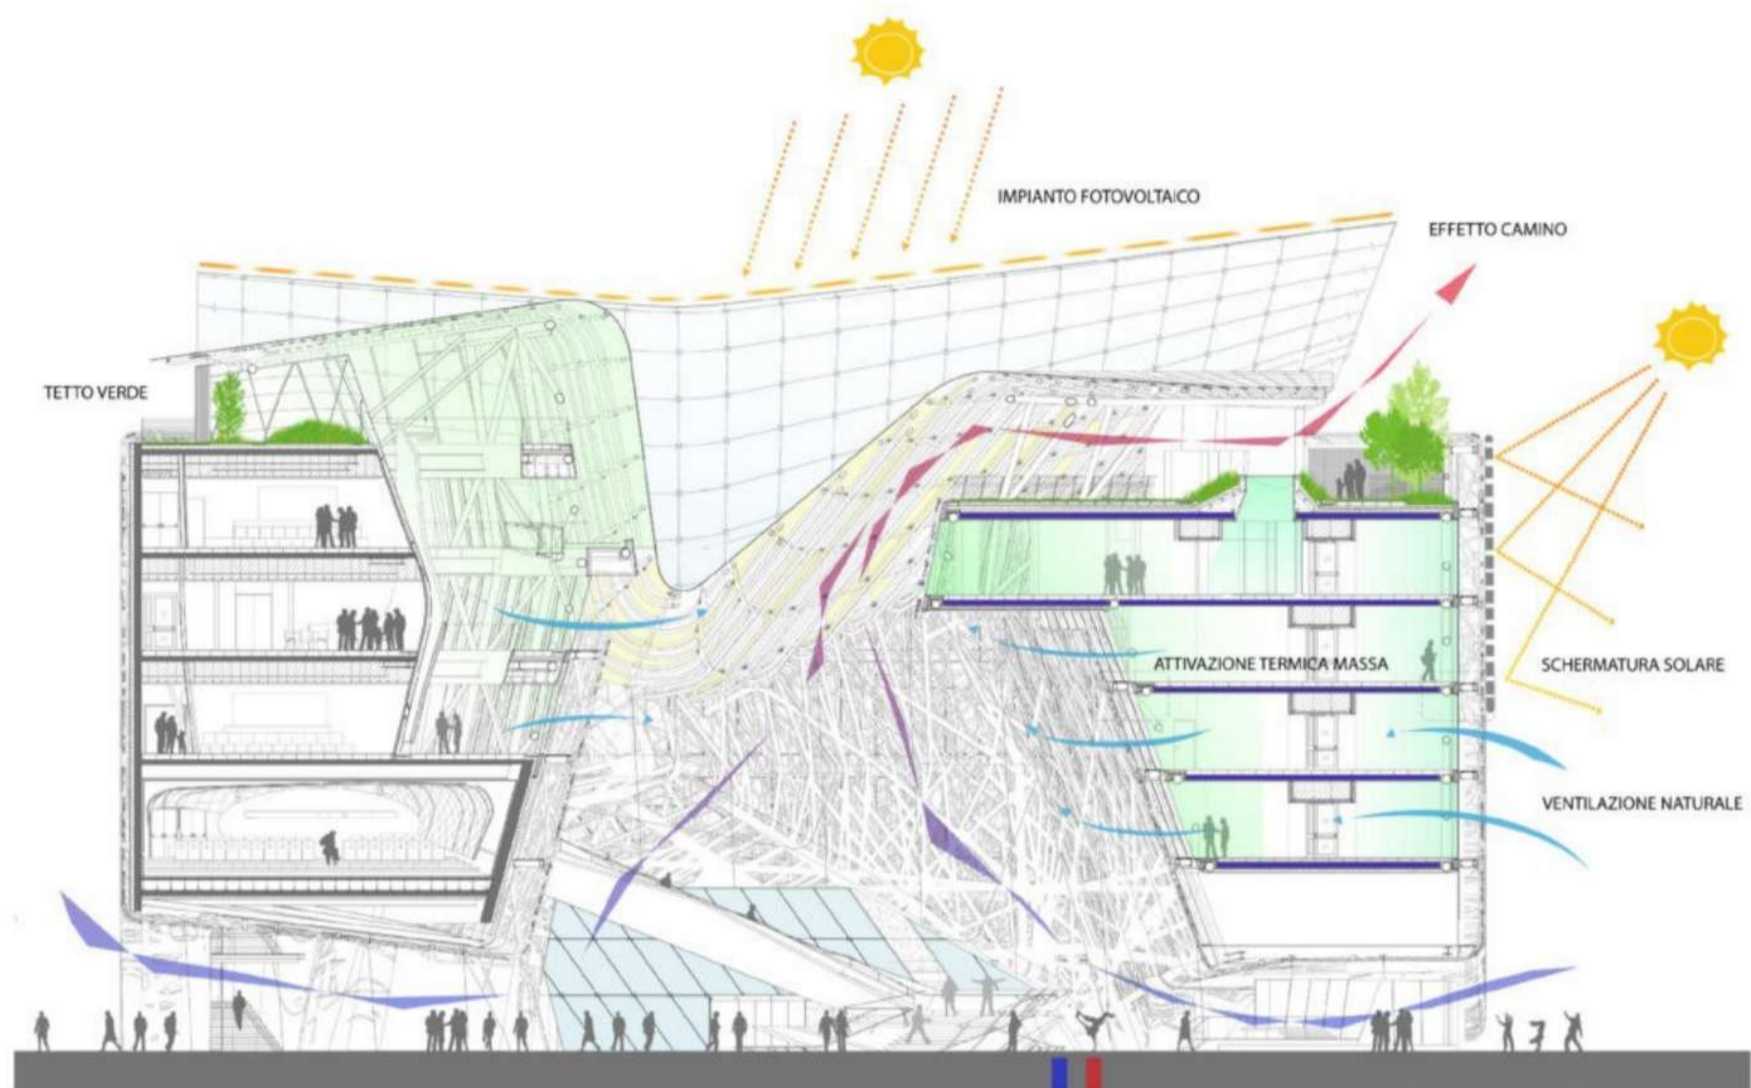 IMPIANTO FOTOVOLTAICO
EFFETTO CAMINO
TETTO VERDE
ATTIVAZIONE TERMICA MASSA
SCHERMATURA SOLARE
VENTILAZIONE NATURALE